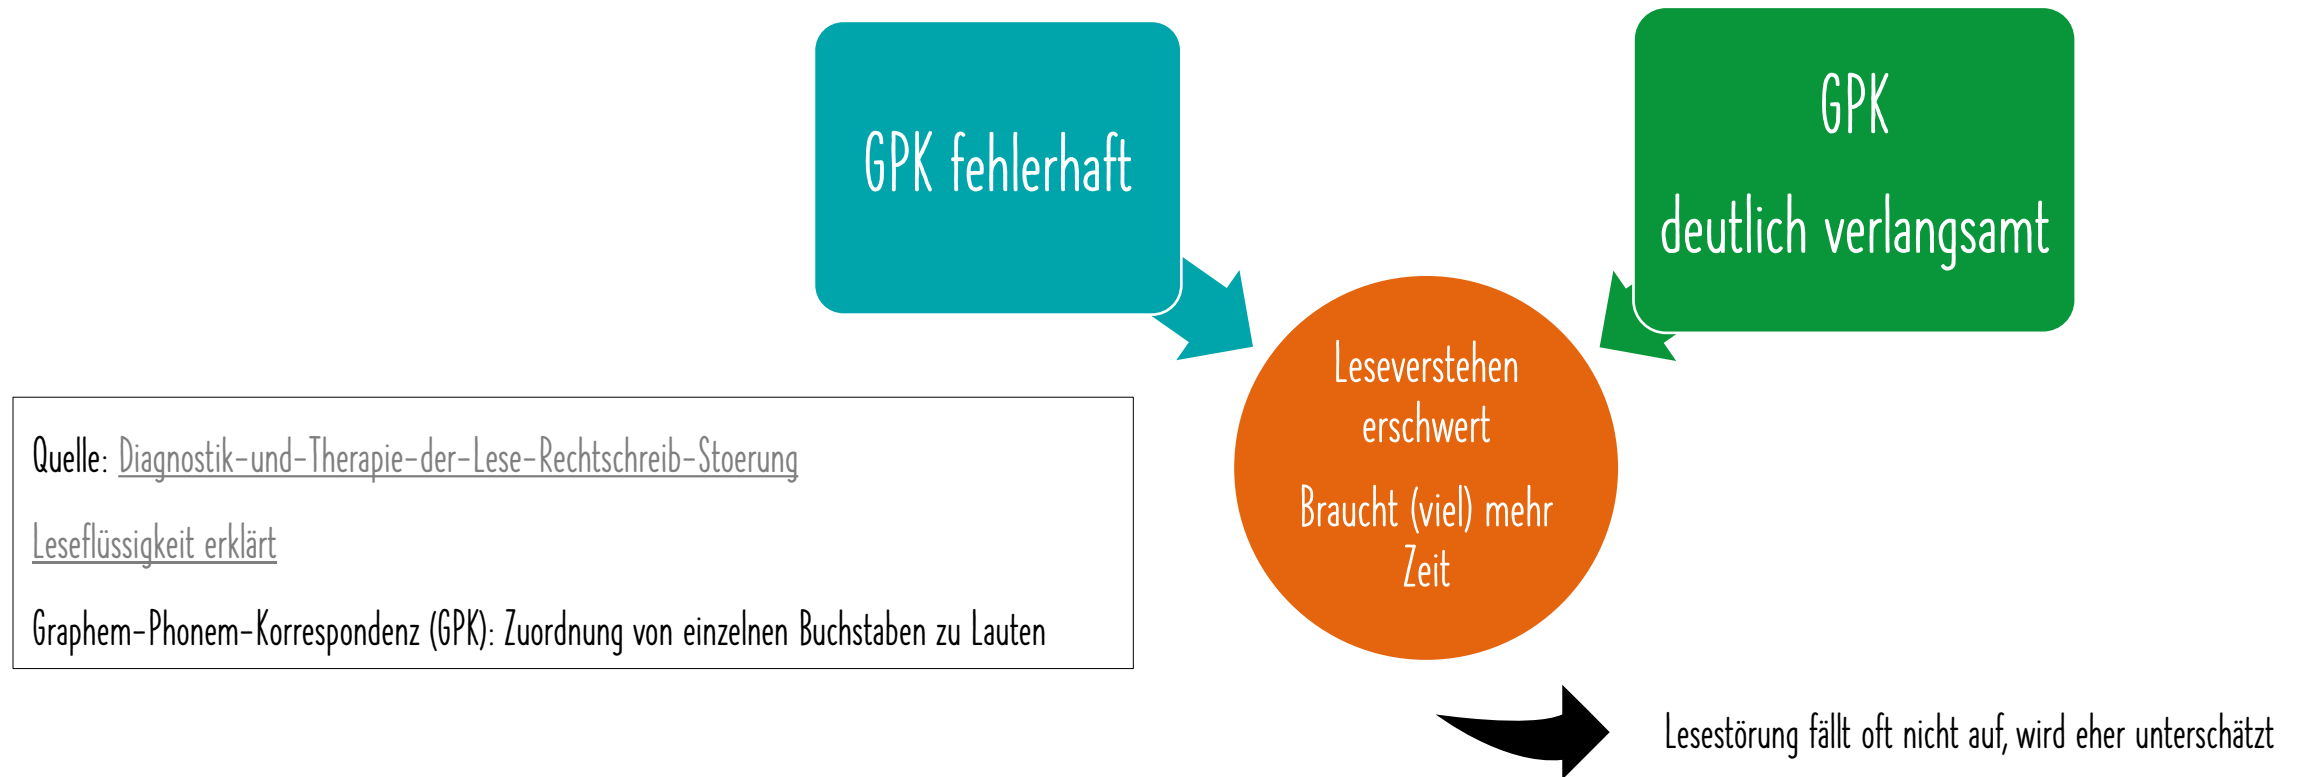 GPK fehlerhaft
GPK
deutlich verlangsamt
Leseverstehen
erschwert
Braucht (viel) mehr
Zeit
Quelle: Diagnostik-und-Therapie-der-Lese-Rechtschreib-Stoerung
Leseflüssigkeit erklärt
Graphem-Phonem-Korrespondenz (GPK): Zuordnung von einzelnen Buchstaben zu Lauten
Lesestörung fällt oft nicht auf, wird eher unterschätzt